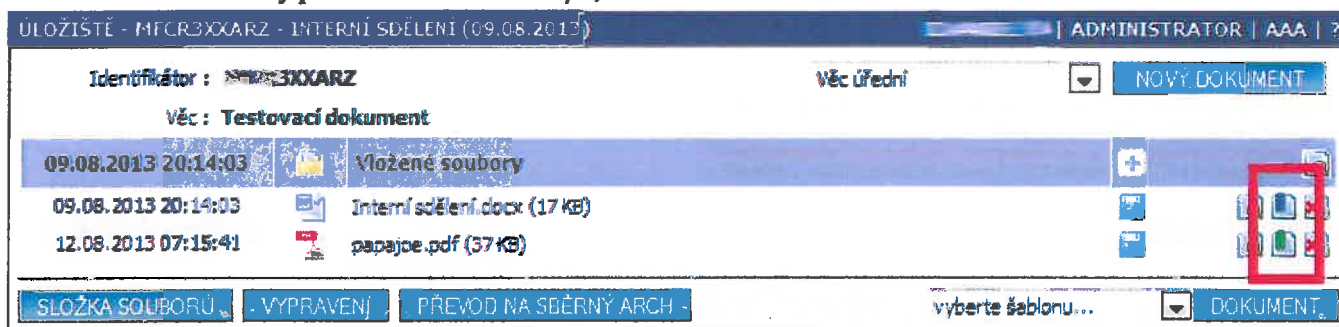 ÚLOŽIŠTĚ - MFCR3XXARZ - INTERNÍ SDĚLENÍ (09.08.2013) | ADMINISTRATOR | AAA | ?
Identifikátor : 3XXARZ Věc úřední NOVÝ DOKUMENT
Věc : Testovací dokument
09.08.2013 20:14:03 Vložené soubory
09.08.2013 20:14:03 Interní sdělení.docx (17 KB)
12.08.2013 07:15:41 papajoe.pdf (37 KB)
SLOŽKA SOUBORŮ VYPRAVENÍ PŘEVOD NA SBĚRNÝ ARCH vyberte šablonu... DOKUMENT